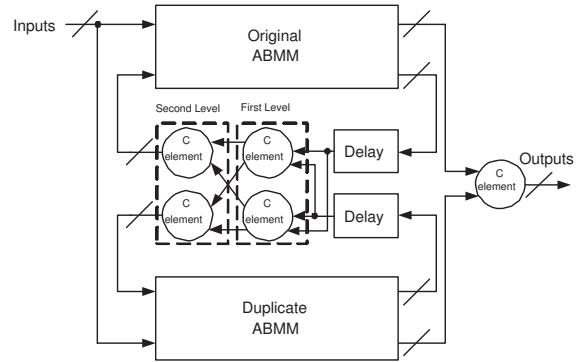 Inputs
Original
ABMM
Second Level
First Level
C
element
C
element
Delay
C
element
C
element
Delay
Outputs
C
element
Duplicate
ABMM